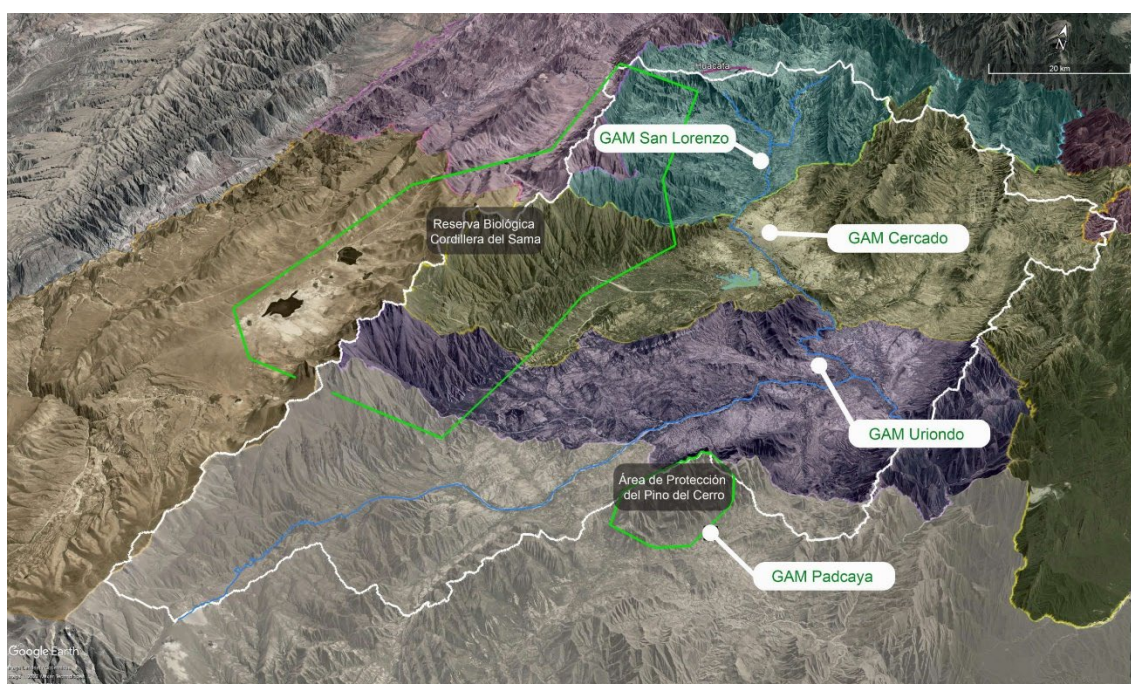 Huacata
N
20 km
GAM San Lorenzo
Reserva Biológica
Cordillera del Sama
GAM Cercado
GAM Uriondo
Área de Protección
del Pino del Cerro
GAM Padcaya
Google Earth